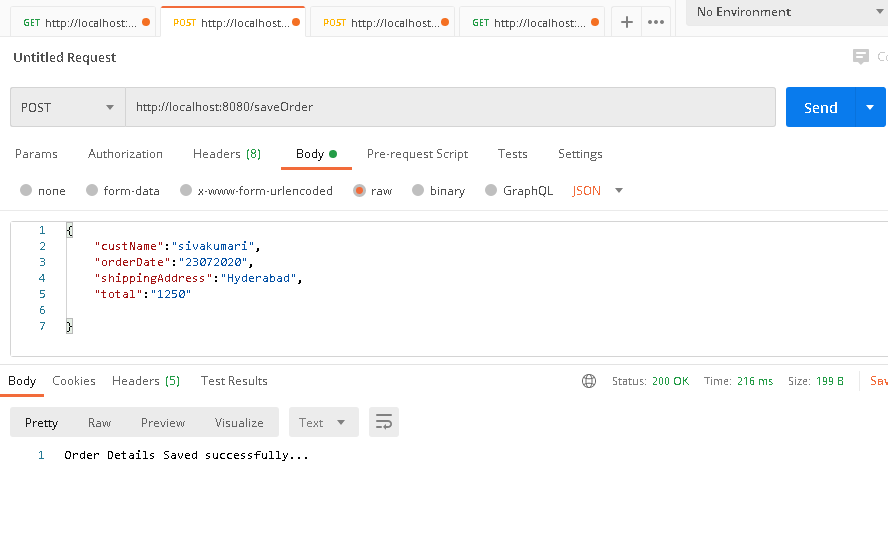 GET http://localhost:... POST http://localhost... POST http://localhost... GET http://localhost:... + ••• No Environment
Untitled Request
POST http://localhost:8080/saveOrder Send
Params Authorization Headers (8) Body Pre-request Script Tests Settings
none form-data x-www-form-urlencoded raw binary GraphQL JSON
1 {
2 "custName":"sivakumari",
3 "orderDate":"23072020",
4 "shippingAddress":"Hyderabad",
5 "total":"1250"
6
7 }
Body Cookies Headers (5) Test Results Status: 200 OK Time: 216 ms Size: 199 B Sav
Pretty Raw Preview Visualize Text
1 Order Details Saved successfully...